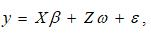 y = Xβ + Zω + ε ,